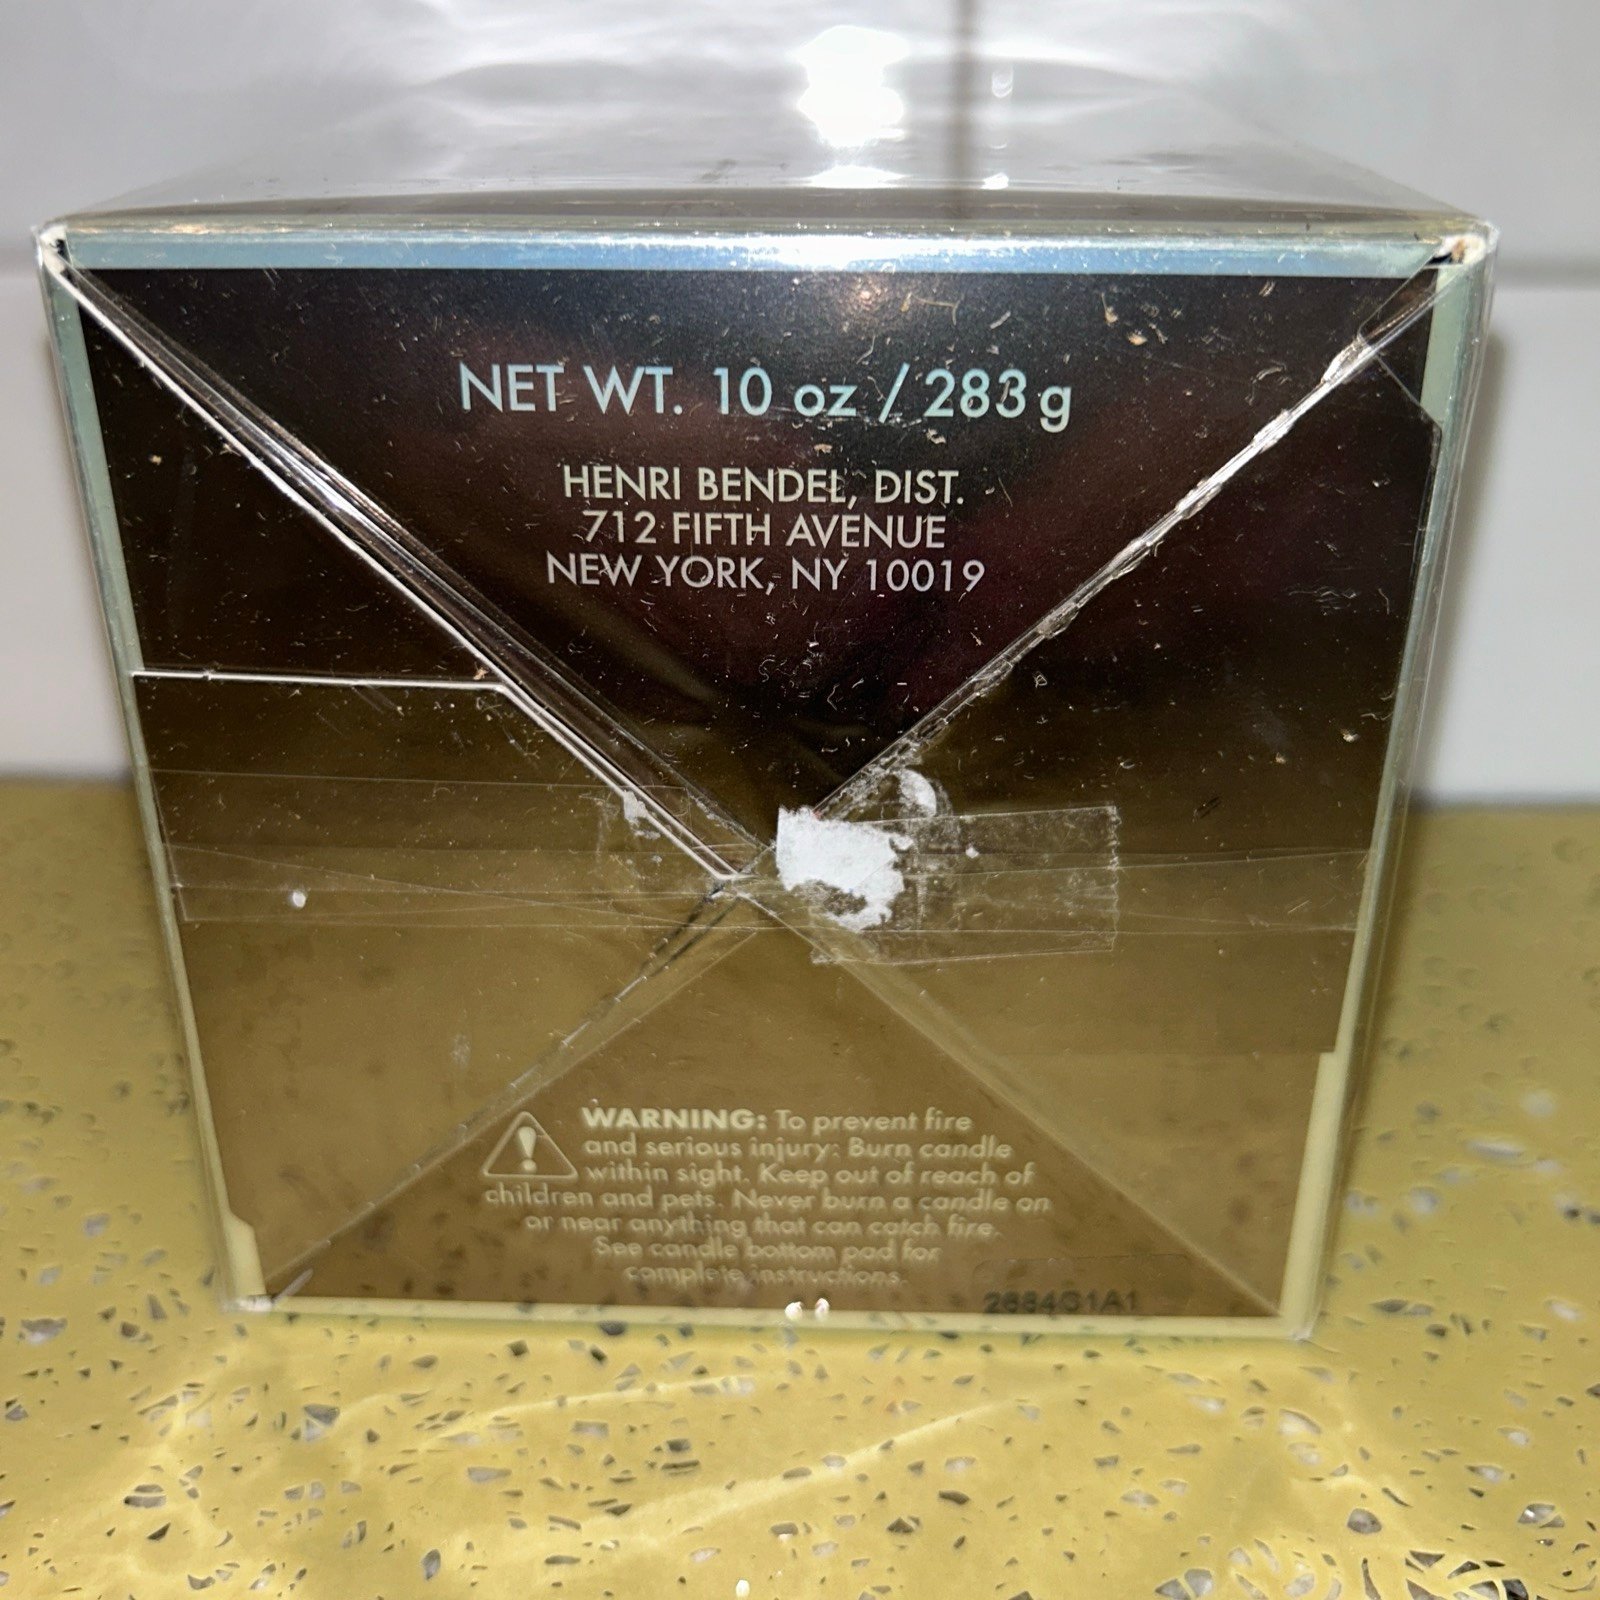 NET WT. 10 oz / 283 g
HENRI BENDEL, DIST.
712 FIFTH AVENUE
NEW YORK, NY 10019
WARNING: To prevent fire
and serious injury: Burn candle
within sight. Keep out of reach of
children and pets. Never burn a candle on
or near anything that can catch fire.
See candle bottom pad for
complete instructions.
2684G1A1